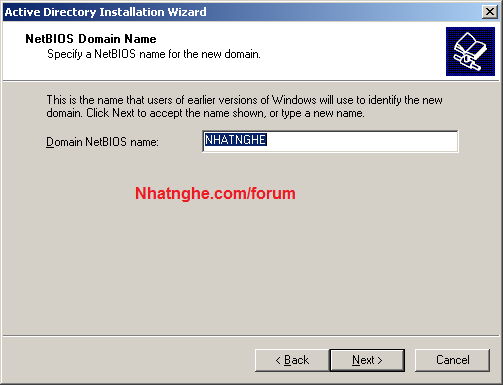 Active Directory Installation Wizard
NetBIOS Domain Name
Specify a NetBIOS name for the new domain.
This is the name that users of earlier versions of Windows will use to identify the new
domain. Click Next to accept the name shown, or type a new name.
Domain NetBIOS name: NHATNGHE
Nhatnghe.com/forum
< Back Next > Cancel